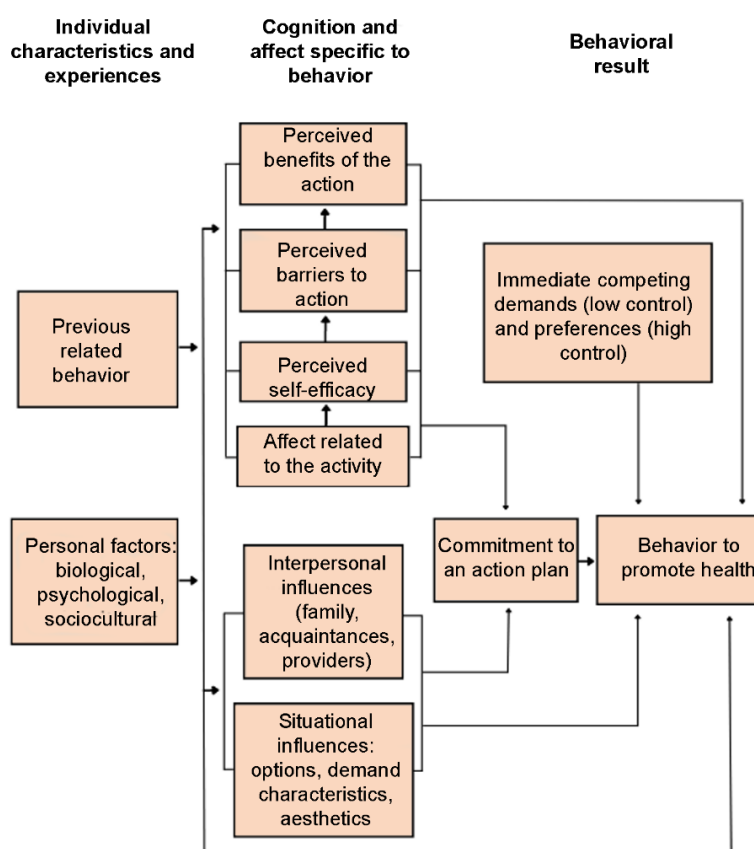 Individual
characteristics and
experiences
Cognition and
affect specific to
behavior
Behavioral
result
Perceived
benefits of the
action
Perceived
barriers to
action
Perceived
self-efficacy
Affect related
to the activity
Previous
related
behavior
Personal factors:
biological,
psychological,
sociocultural
Interpersonal
influences
(family,
acquaintances,
providers)
Situational
influences:
options, demand
characteristics,
aesthetics
Immediate competing
demands (low control)
and preferences (high
control)
Commitment to
an action plan
Behavior to
promote health